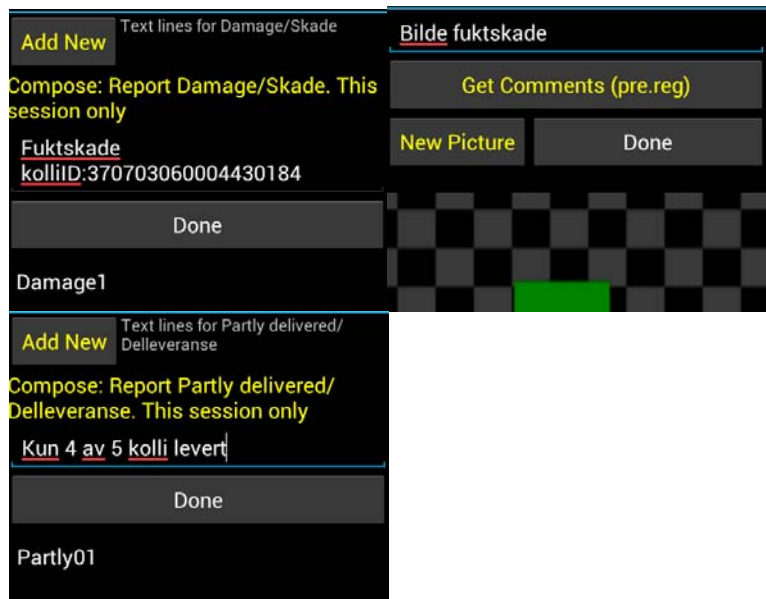 Text lines for Damage/Skade
Add New
Compose: Report Damage/Skade. This
session only
Fuktskade
kolliID:370703060004430184
Done
Damage1
Bilde fuktskade
Get Comments (pre.reg)
New Picture
Done
Text lines for Partly delivered/
Delleveranse
Add New
Compose: Report Partly delivered/
Delleveranse. This session only
Kun 4 av 5 kolli levert
Done
Partly01